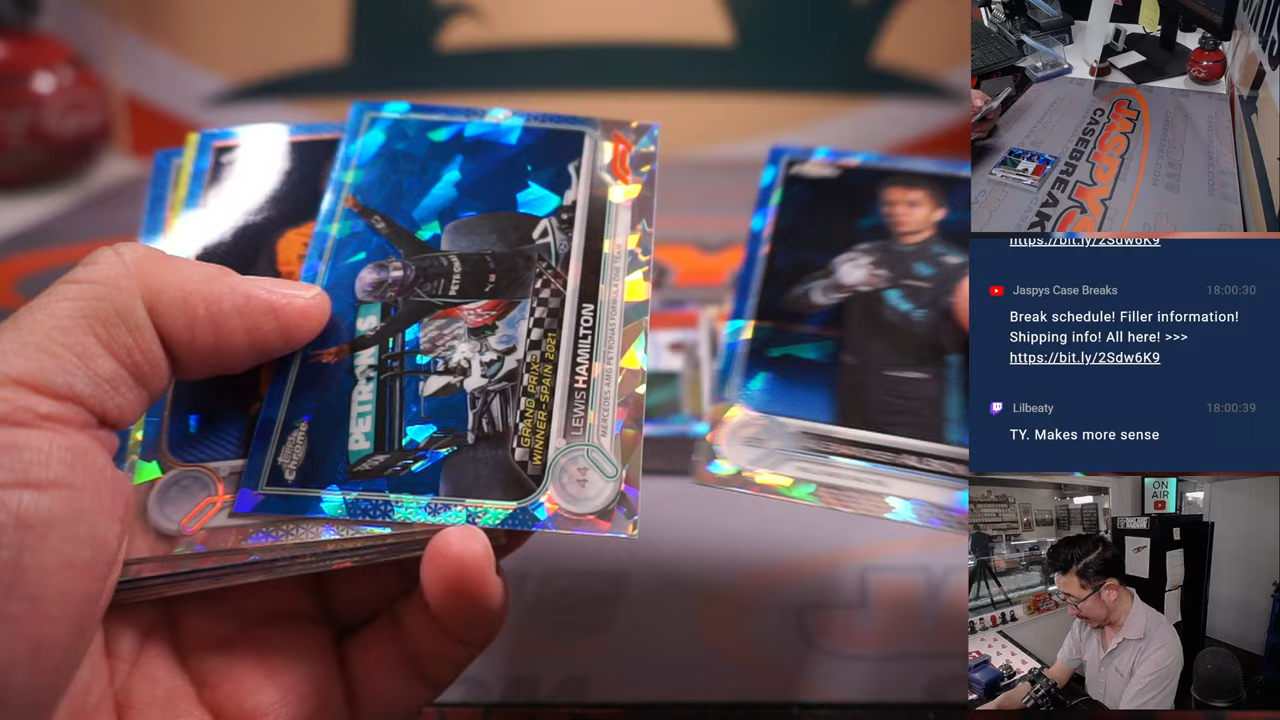 PETRONAS
PETRONAS
Topps
Chrome
GRAND PRIX
WINNER-SPAIN 2021
LEWIS HAMILTON
MERCEDES-AMG PETRONAS FORMULA ONE TEAM
44
JASPYS
CASEBREAKS
https://bit.ly/2Sdw6K9
Jaspys Case Breaks
18:00:30
Break schedule! Filler information!
Shipping info! All here! >>>
https://bit.ly/2Sdw6K9
Lilbeaty
18:00:39
TY. Makes more sense
ON
AIR